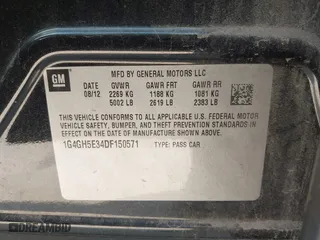 GM
MFD BY GENERAL MOTORS LLC
DATE GVWR GAWR FRT GAWR RR
08/12 2269 KG 1188 KG 1081 KG
5002 LB 2619 LB 2383 LB
THIS VEHICLE CONFORMS TO ALL APPLICABLE U.S. FEDERAL
MOTOR VEHICLE SAFETY, BUMPER, AND THEFT PREVENTION STANDARDS IN
EFFECT ON THE DATE OF MANUFACTURE SHOWN ABOVE.
1G4GH5E34DF150571 TYPE: PASS CAR
CARS
AMBID